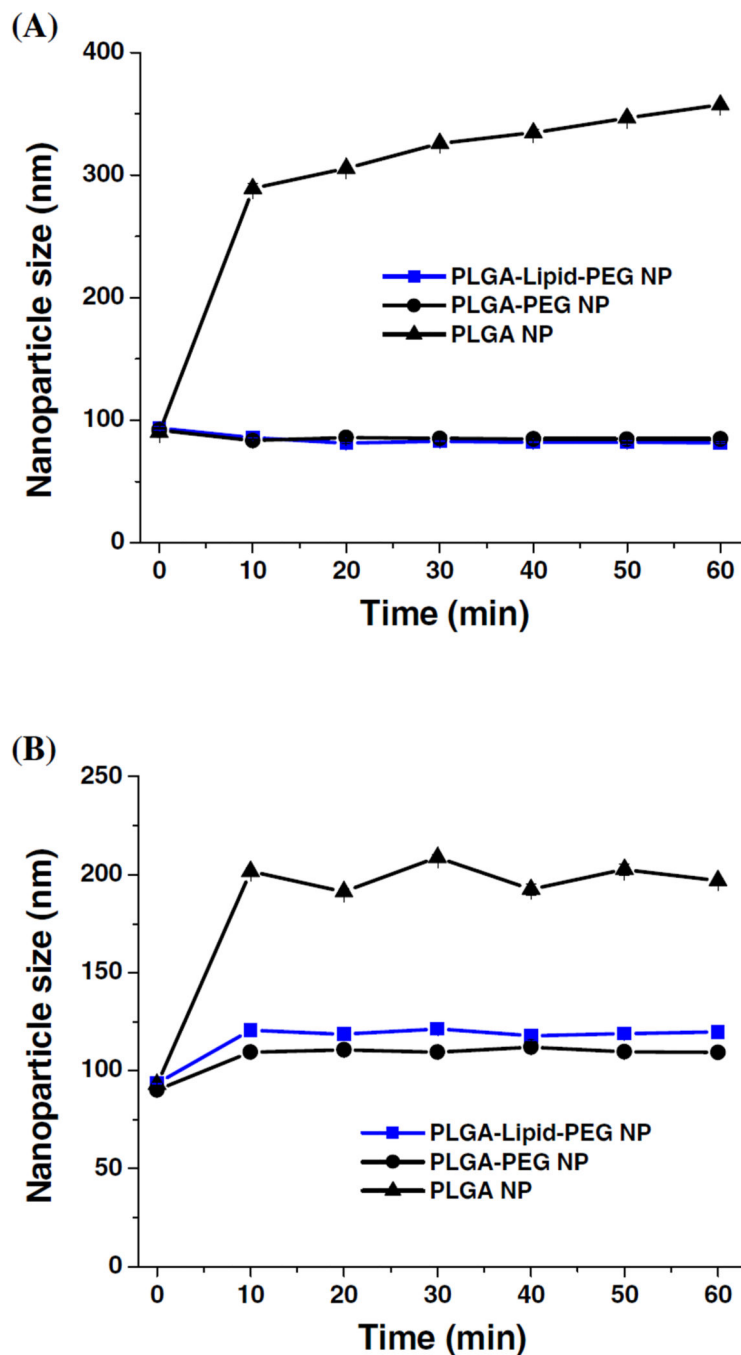 (A)
400
300
200
100
0
Nanoparticle size (nm)
PLGA-Lipid-PEG NP
PLGA-PEG NP
PLGA NP
0 10 20 30 40 50 60
Time (min)
(B)
250
200
150
100
50
0
Nanoparticle size (nm)
PLGA-Lipid-PEG NP
PLGA-PEG NP
PLGA NP
0 10 20 30 40 50 60
Time (min)